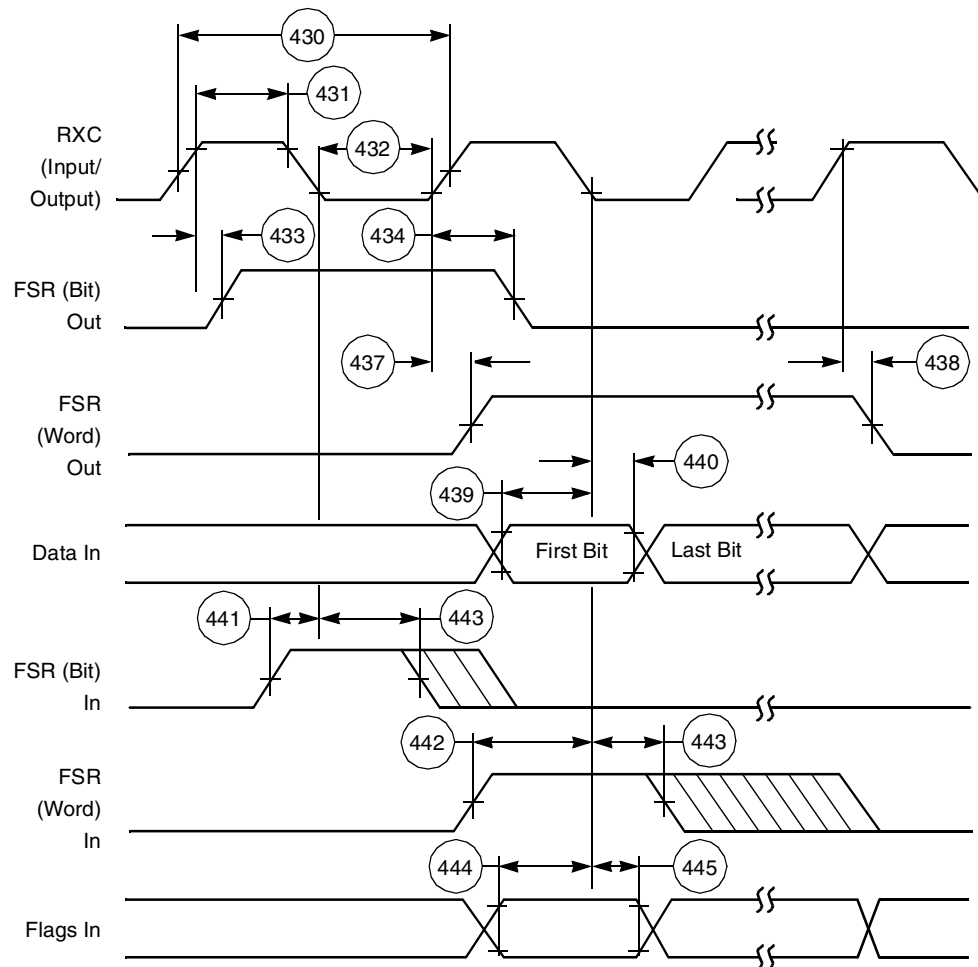 430
431
RXC
(Input/
Output)
432
433
434
FSR (Bit)
Out
437
438
FSR
(Word)
Out
440
439
Data In
First Bit
Last Bit
441
443
FSR (Bit)
In
442
443
FSR
(Word)
In
444
445
Flags In